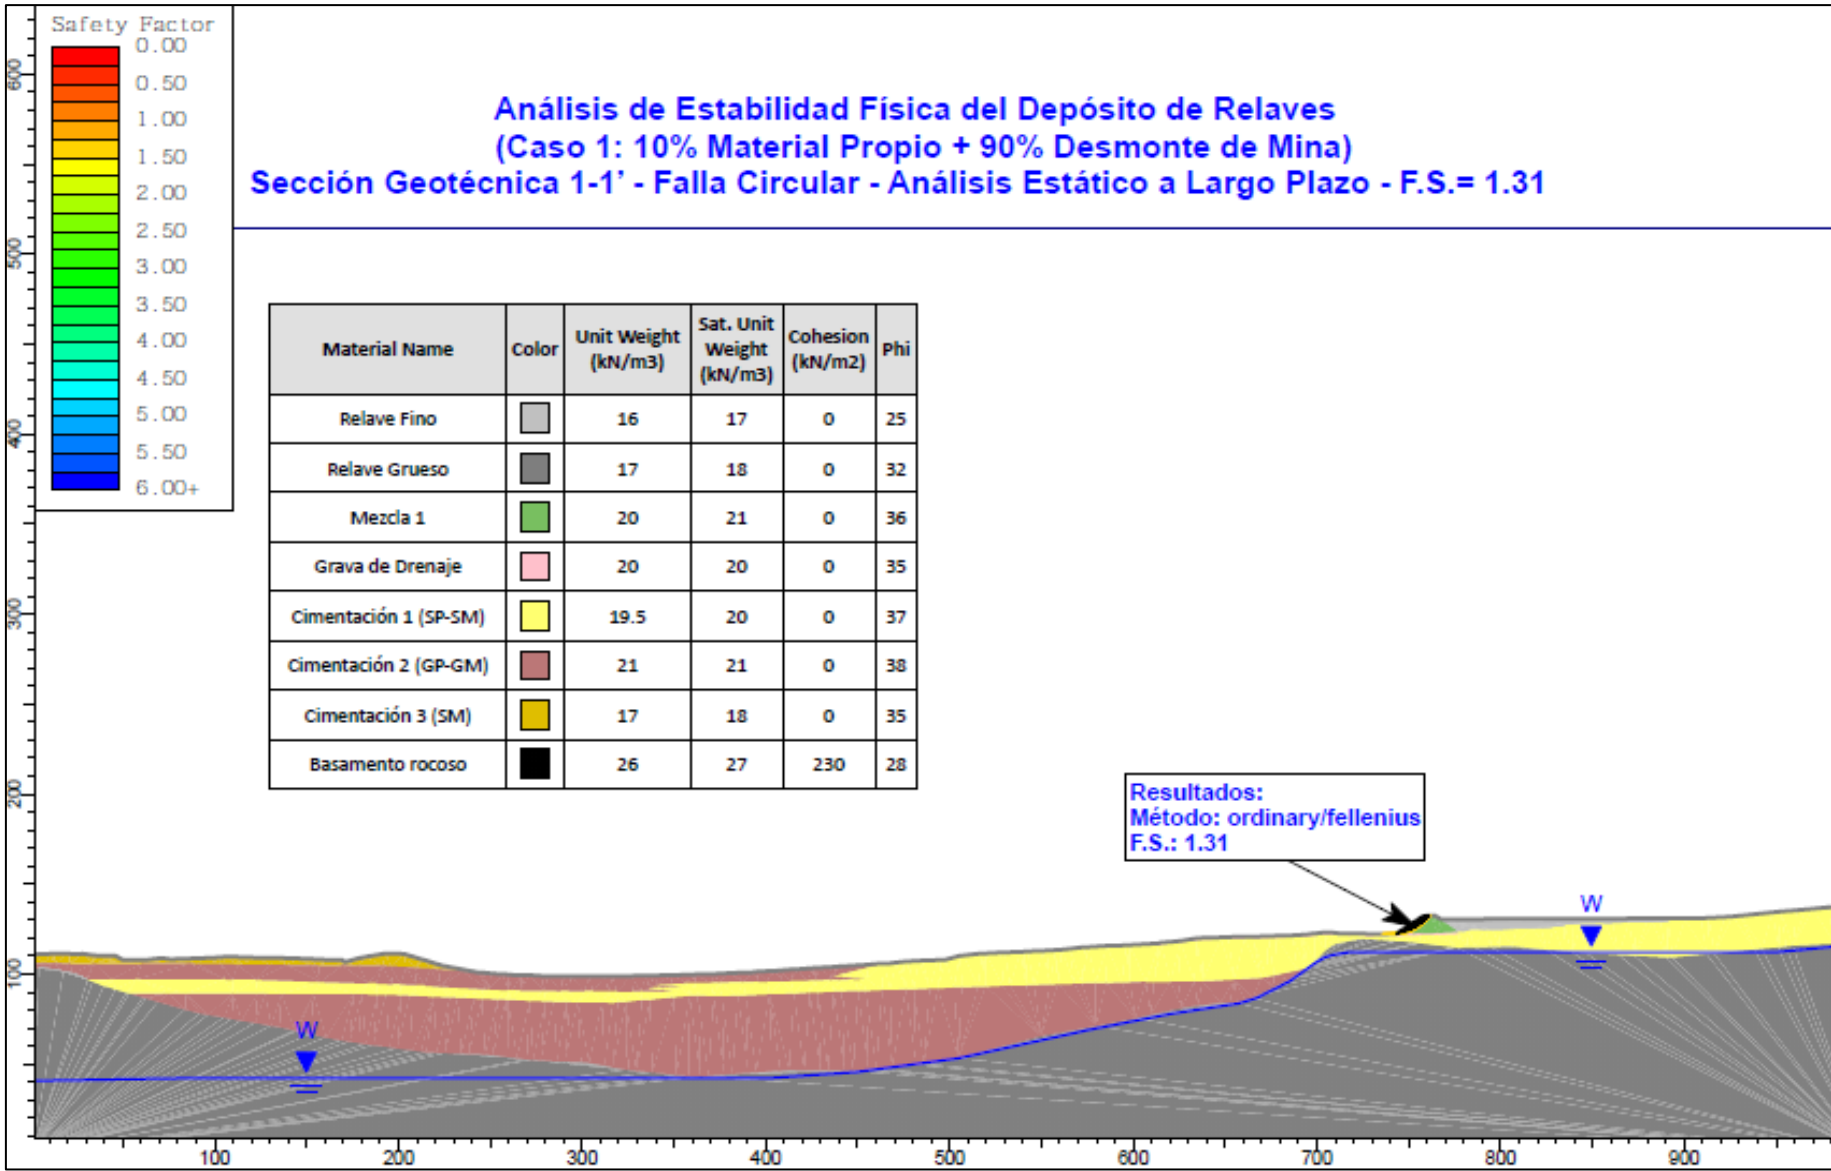 Safety Factor
0.00
0.50
1.00
1.50
2.00
2.50
3.00
3.50
4.00
4.50
5.00
5.50
6.00+
Análisis de Estabilidad Física del Depósito de Relaves
(Caso 1: 10% Material Propio + 90% Desmonte de Mina)
Sección Geotécnica 1-1' - Falla Circular - Análisis Estático a Largo Plazo - F.S.= 1.31
Material Name Color Unit Weight (kN/m3) Sat. Unit Weight (kN/m3) Cohesion (kN/m2) Phi
Relave Fino 16 17 0 25
Relave Grueso 17 18 0 32
Mezcla 1 20 21 0 36
Grava de Drenaje 20 20 0 35
Cimentación 1 (SP-SM) 19.5 20 0 37
Cimentación 2 (GP-GM) 21 21 0 38
Cimentación 3 (SM) 17 18 0 35
Basamento rocoso 26 27 230 28
Resultados:
Método: ordinary/fellenius
F.S.: 1.31
W
W
600
500
400
300
200
100
100 200 300 400 500 600 700 800 900